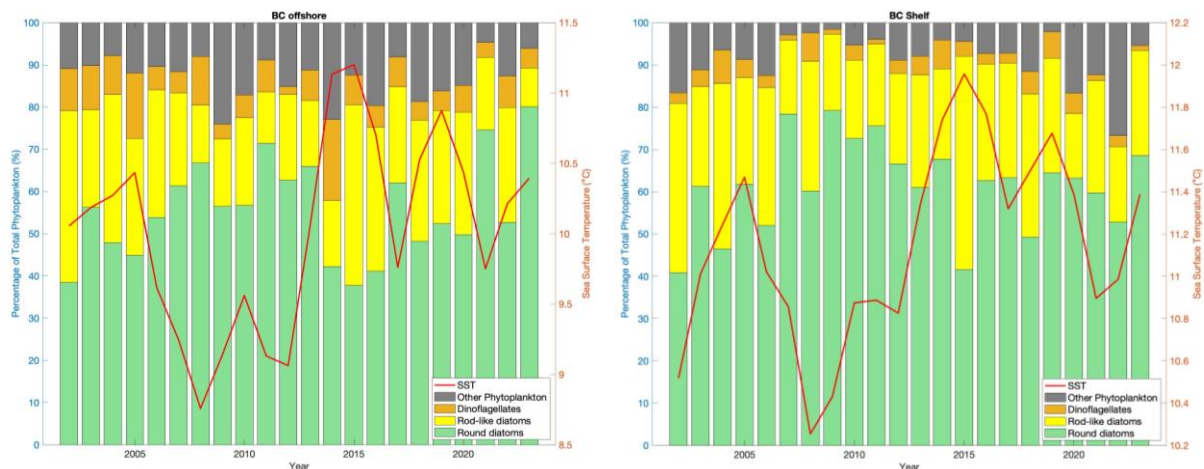 BC offshore
100
90
80
70
60
50
40
30
20
10
0
Percentage of Total Phytoplankton (%)
11.5
11
10.5
10
9.5
9
8.5
Sea Surface Temperature (°C)
SST
Other Phytoplankton
Dinoflagellates
Rod-like diatoms
Round diatoms
2005
2010
2015
2020
Year
BC Shelf
100
90
80
70
60
50
40
30
20
10
0
Percentage of Total Phytoplankton (%)
12.2
12
11.8
11.6
11.4
11.2
11
10.8
10.6
10.4
10.2
Sea Surface Temperature (°C)
SST
Other Phytoplankton
Dinoflagellates
Rod-like diatoms
Round diatoms
2005
2010
2015
2020
Year